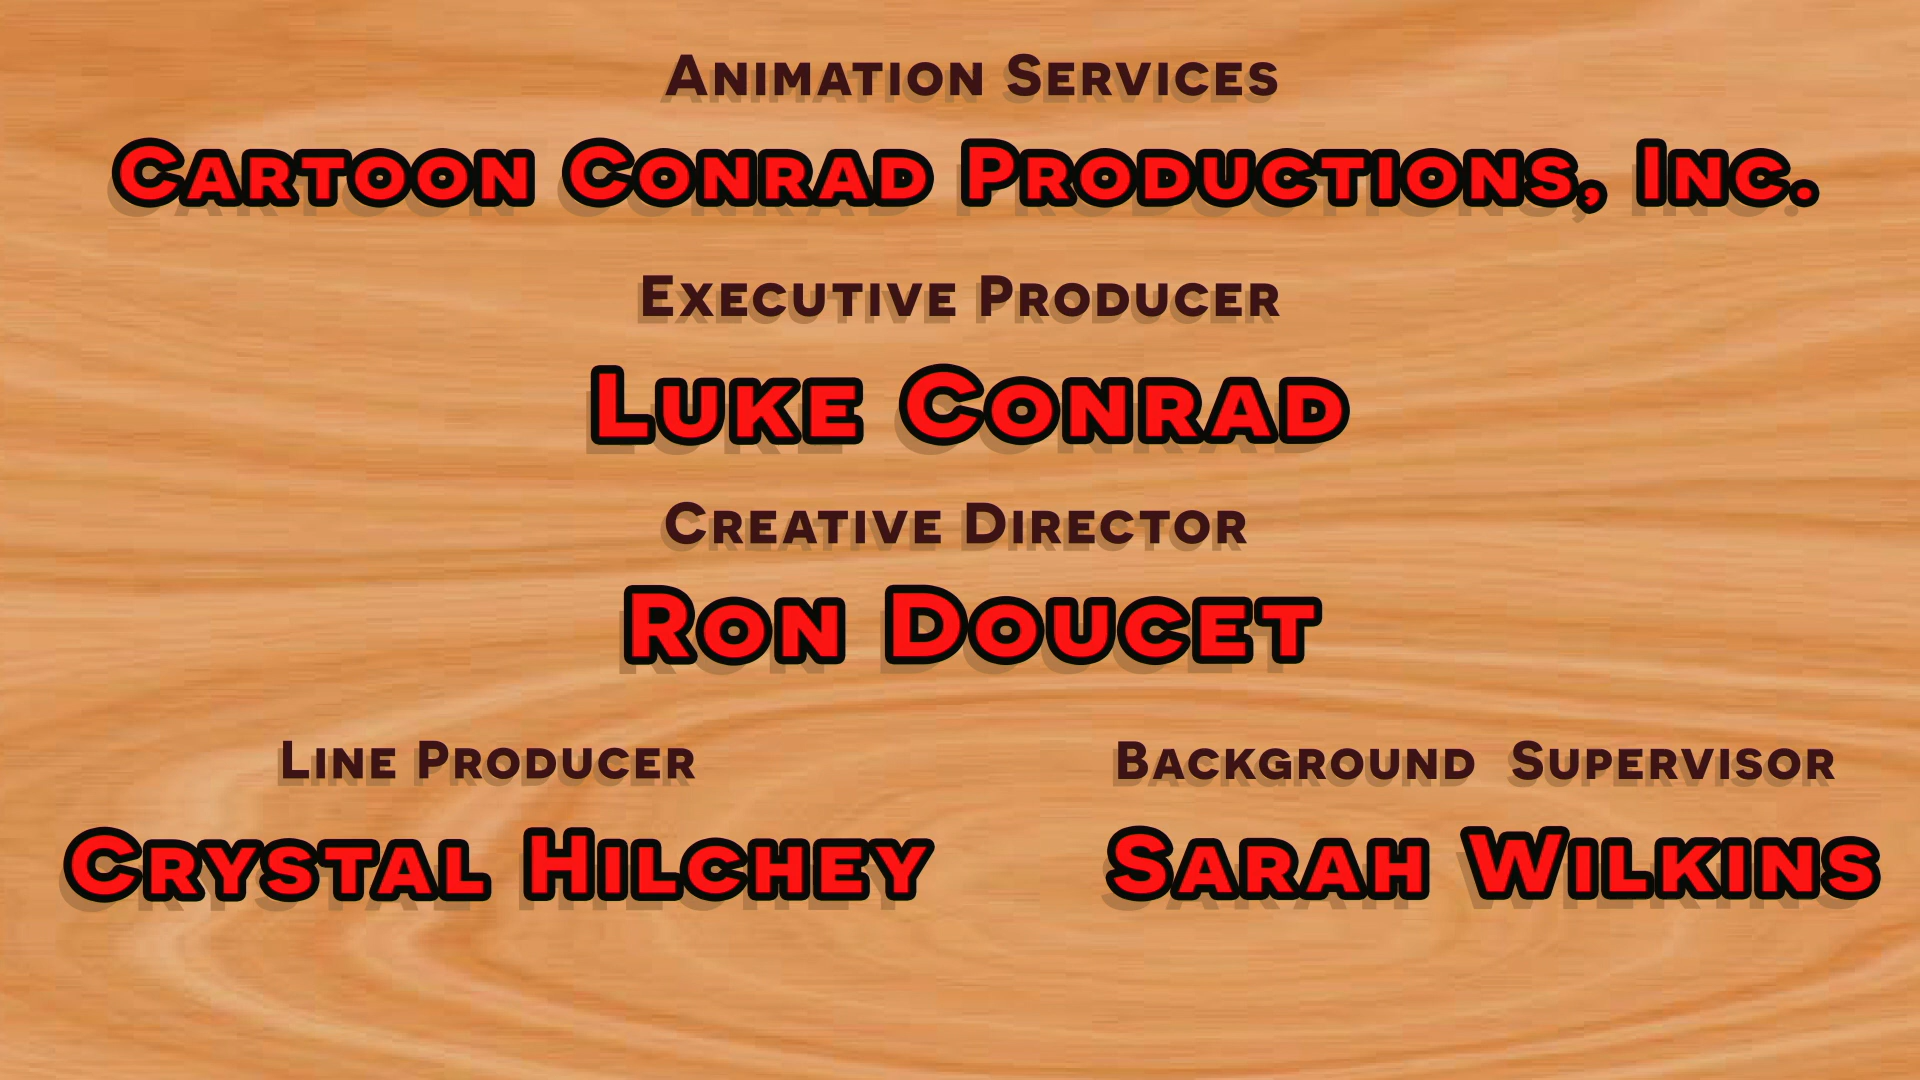 Animation Services
Cartoon Conrad Productions, Inc.
Executive Producer
Luke Conrad
Creative Director
Ron Doucet
Line Producer
Crystal Hilchey
Background Supervisor
Sarah Wilkins